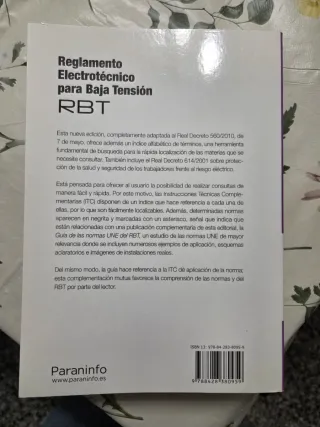 Reglamento
Electrotécnico
para Baja Tensión
RBT
Esta nueva edición, completamente adaptada al Real Decreto 560/2010, de
7 de mayo, ofrece además un índice alfabético de términos, una herramienta
fundamental de búsqueda para la rápida localización de las materias que se
necesita consultar. También incluye el Real Decreto 614/2001 sobre protec-
ción de la salud y seguridad de los trabajadores frente al riesgo eléctrico.
Está pensada para ofrecer al usuario la posibilidad de realizar consultas de
manera fácil y rápida. Por este motivo, las Instrucciones Técnicas Comple-
mentarias (ITC) disponen de un índice que hace referencia a cada una de
ellas, por lo que son fácilmente localizables. Además, determinadas normas
aparecen en negrita y marcadas con un asterisco, señal que indica que
están relacionadas con una publicación complementaria de esta editorial, la
Guía de las normas UNE del RBT, un estudio de las normas UNE de mayor
relevancia donde se incluyen numerosos ejemplos de aplicación, esquemas
aclaratorios e imágenes de instalaciones reales.
Del mismo modo, la guía hace referencia a la ITC de aplicación de la norma;
esta complementación mutua favorece la comprensión de las normas y del
RBT por parte del lector.
Paraninfo
www.paraninfo.es